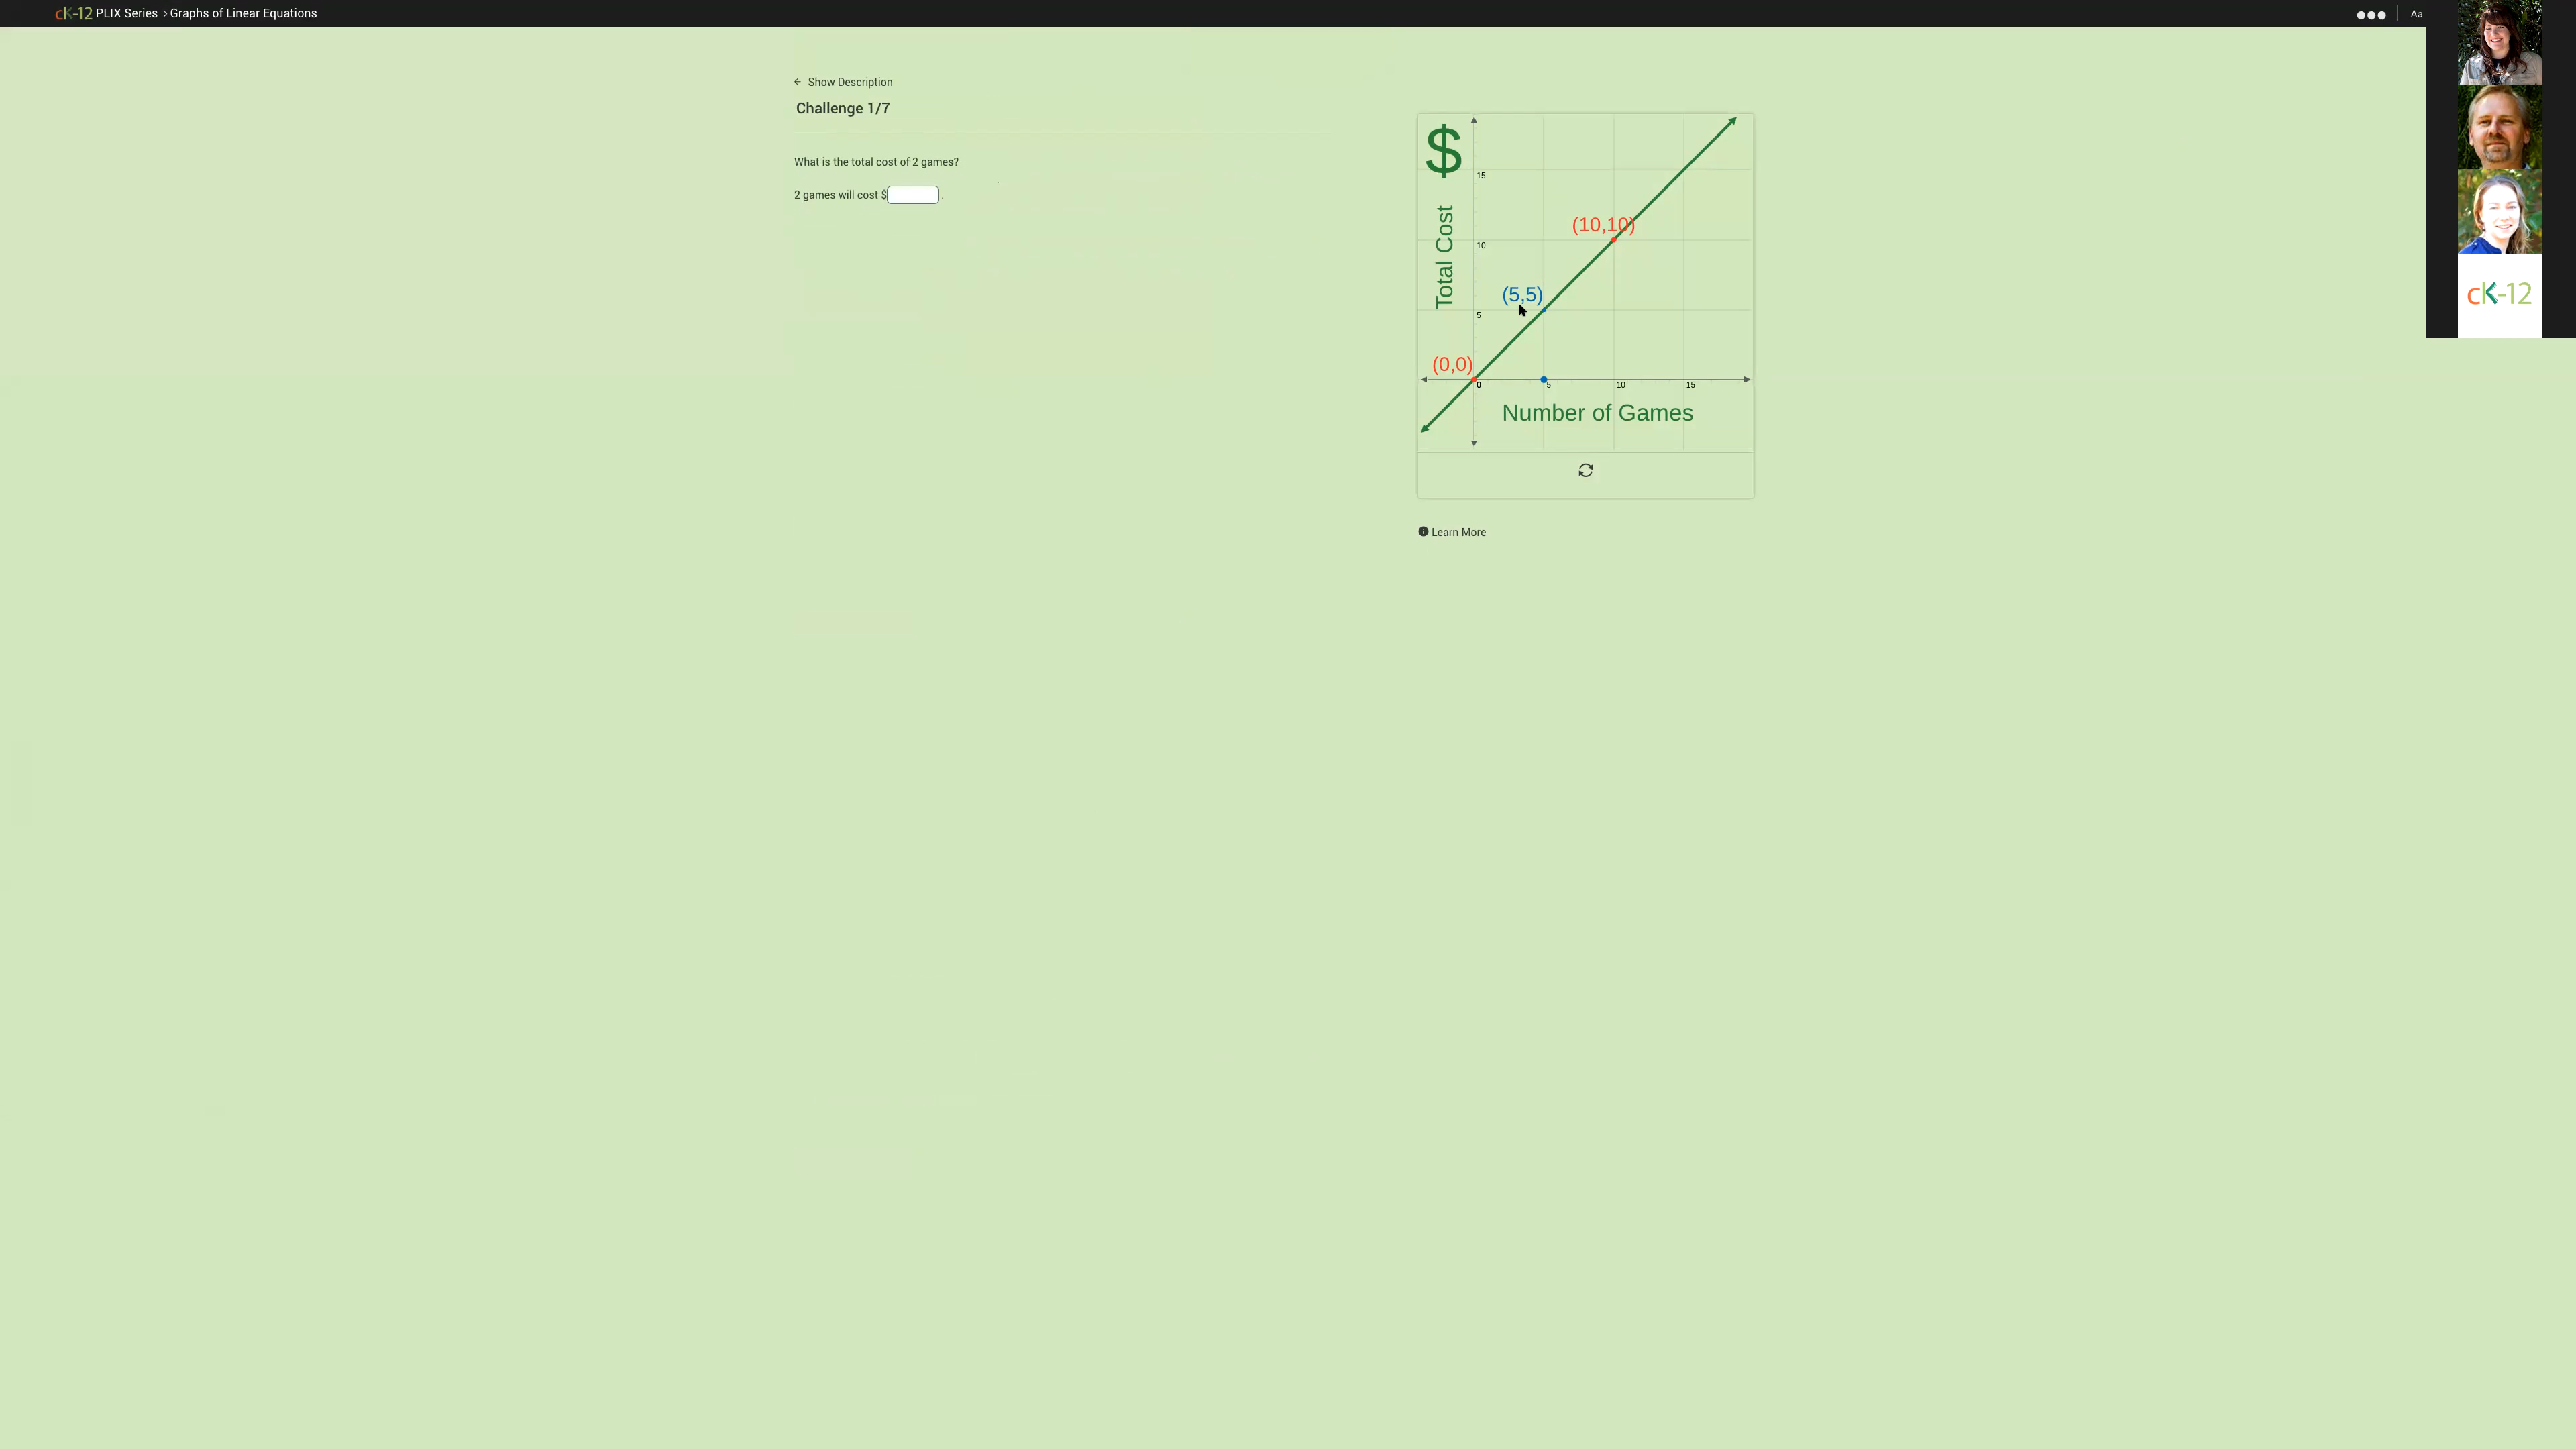 cK-12 PLIX Series > Graphs of Linear Equations
Aa
Show Description
Challenge 1/7
What is the total cost of 2 games?
2 games will cost $ .
$
Total Cost
15
10
5
(10,10)
(5,5)
(0,0)
0
5
10
15
Number of Games
Learn More
cK-12